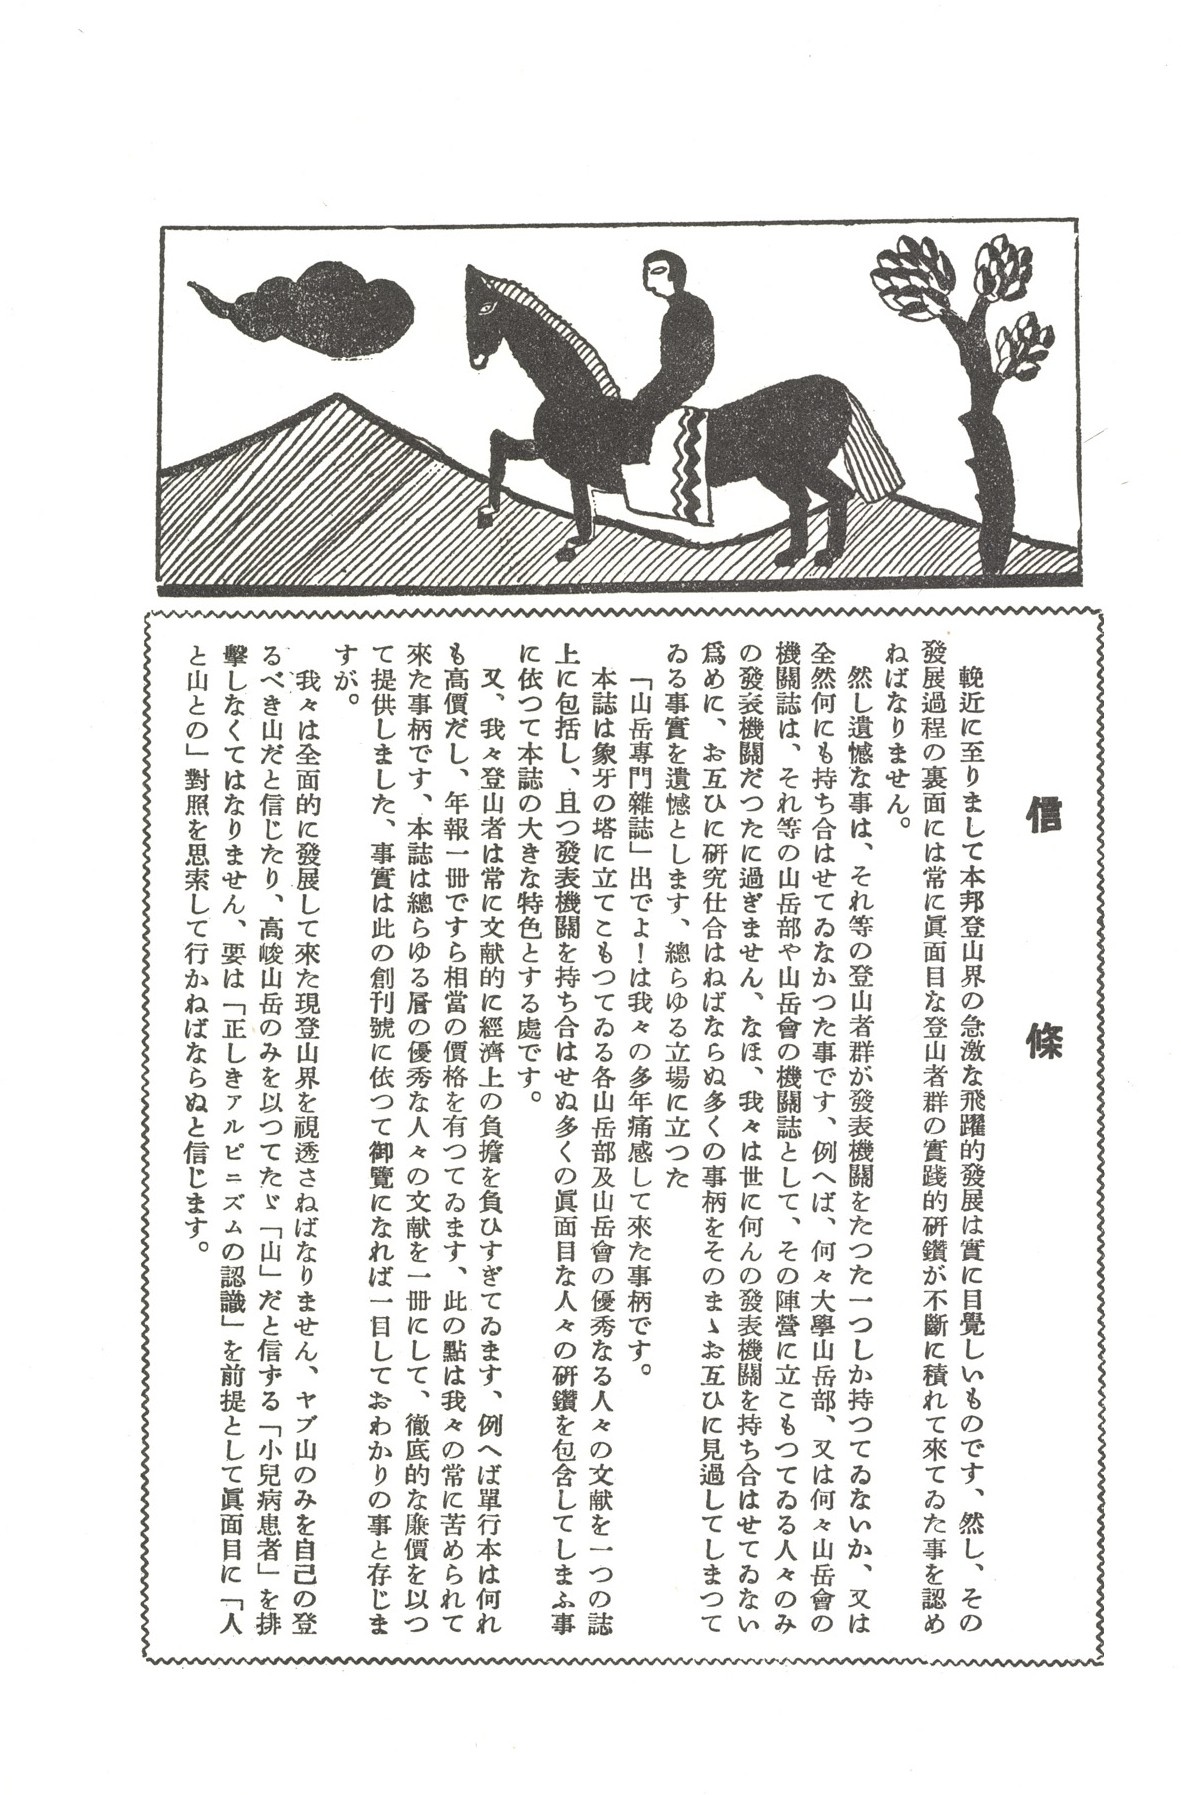 信條
輓近に至りまして本邦登山界の急激な飛躍的發展は實に目覺しいものです、然し、その
發展過程の裏面には常に眞面目な登山者群の實踐的研鑽が不斷に積れて來てゐた事を認め
ねばなりません。
然し遺憾な事は、それ等の登山者群が發表機關をたつた一つしか持つてゐないか、又は
全然何にも持ち合はせてゐなかつた事です、例へば、何々大學山岳部、又は何々山岳會の
機關誌は、それ等の山岳部や山岳會の機關誌として、その陣營に立こもつてゐる人々のみ
の發表機關だつたに過ぎません、なほ、我々は世に何んの發表機關を持ち合はせてゐない
爲めに、お互ひに研究仕合はねばならぬ多くの事柄をそのまゝお互ひに見過してしまつて
ゐる事實を遺憾とします、總らゆる立場に立つた
「山岳專門雜誌」出でよ！は我々の多年痛感して來た事柄です。
本誌は象牙の塔に立てこもつてゐる各山岳部及山岳會の優秀なる人々の文献を一つの誌
上に包括し、且つ發表機關を持ち合はせぬ多くの眞面目な人々の研鑽を包含してしまふ事
に依つて本誌の大きな特色とする處です。
又、我々登山者は常に文献的に經濟上の負擔を負ひすぎてゐます、例へば單行本は何れ
も高價だし、年報一冊ですら相當の價格を有つてゐます、此の點は我々の常に苦められて
來た事柄です、本誌は總らゆる層の優秀な人々の文献を一冊にして、徹底的な廉價を以つ
て提供しました、事實は此の創刊號に依つて御覽になれば一目しておわかりの事と存じま
すが。
我々は全面的に發展して來た現登山界を視透さねばなりません、ヤブ山のみを自己の登
るべき山だと信じたり、高峻山岳のみを以つてたゞ「山」だと信ずる「小兒病患者」を排
擊しなくてはなりません、要は「正しきアルピニズムの認識」を前提として眞面目に「人
と山との」對照を思索して行かねばならぬと信じます。